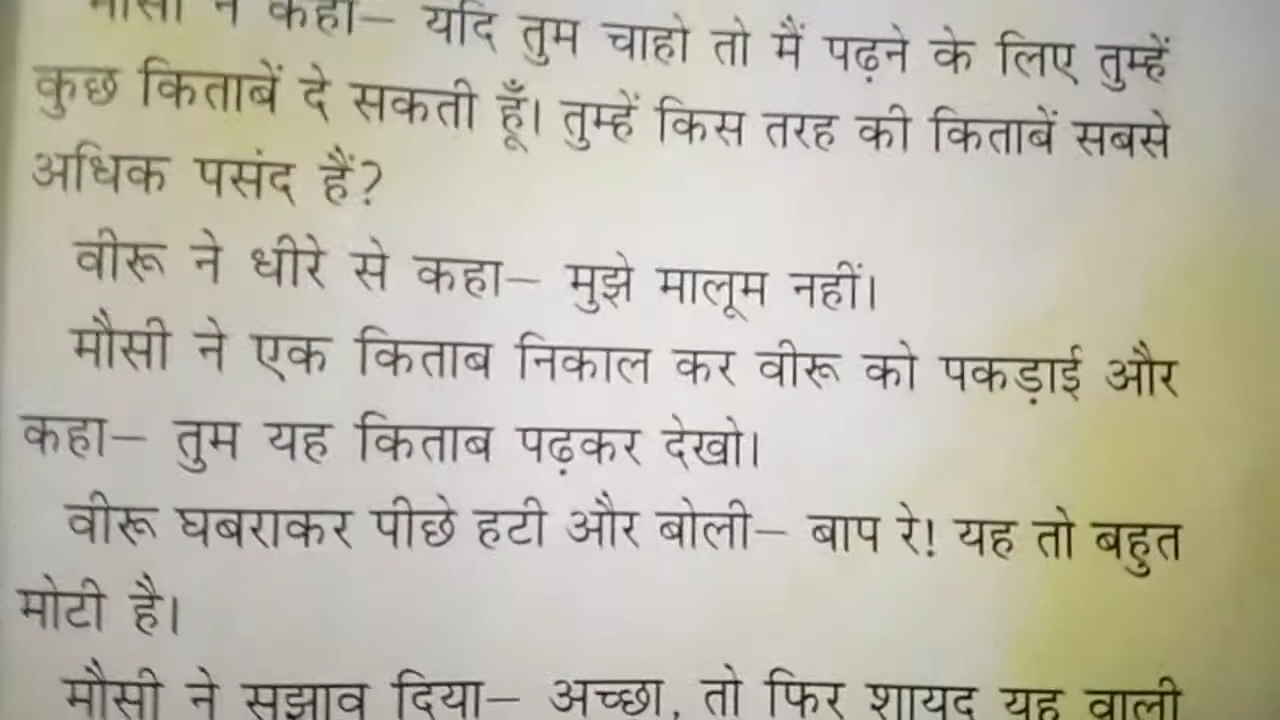 मौसी ने कहा– यदि तुम चाहो तो मैं पढ़ने के लिए तुम्हें
कुछ किताबें दे सकती हूँ। तुम्हें किस तरह की किताबें सबसे
अधिक पसंद हैं?
वीरू ने धीरे से कहा– मुझे मालूम नहीं।
मौसी ने एक किताब निकाल कर वीरू को पकड़ाई और
कहा– तुम यह किताब पढ़कर देखो।
वीरू घबराकर पीछे हटी और बोली– बाप रे! यह तो बहुत
मोटी है।
मौसी ने सुझाव दिया– अच्छा, तो फिर शायद यह वाली